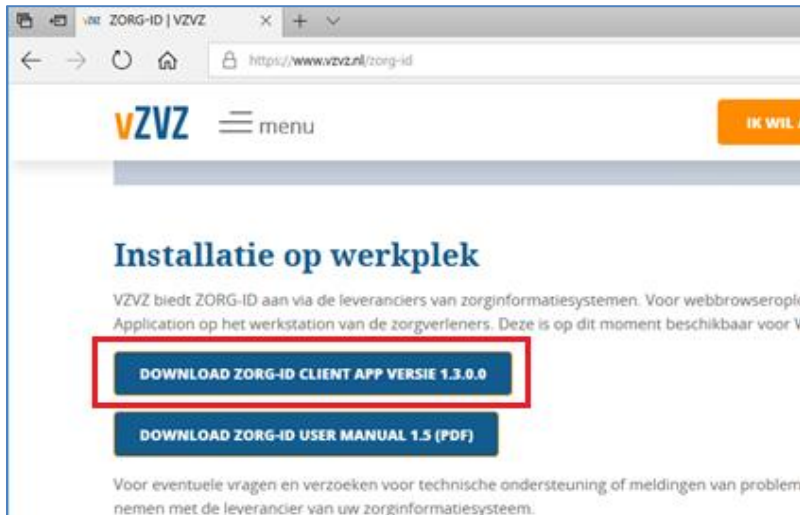 ZORG-ID | VZVZ
https://www.vzvz.nl/zorg-id
vZVZ
menu
IK WIL
Installatie op werkplek
VZVZ biedt ZORG-ID aan via de leveranciers van zorginformatiesystemen. Voor webbrowserople
Application op het werkstation van de zorgverleners. Deze is op dit moment beschikbaar voor
DOWNLOAD ZORG-ID CLIENT APP VERSIE 1.3.0.0
DOWNLOAD ZORG-ID USER MANUAL 1.5 (PDF)
Voor eventuele vragen en verzoeken voor technische ondersteuning of meldingen van problem
nemen met de leverancier van uw zorginformatiesysteem.